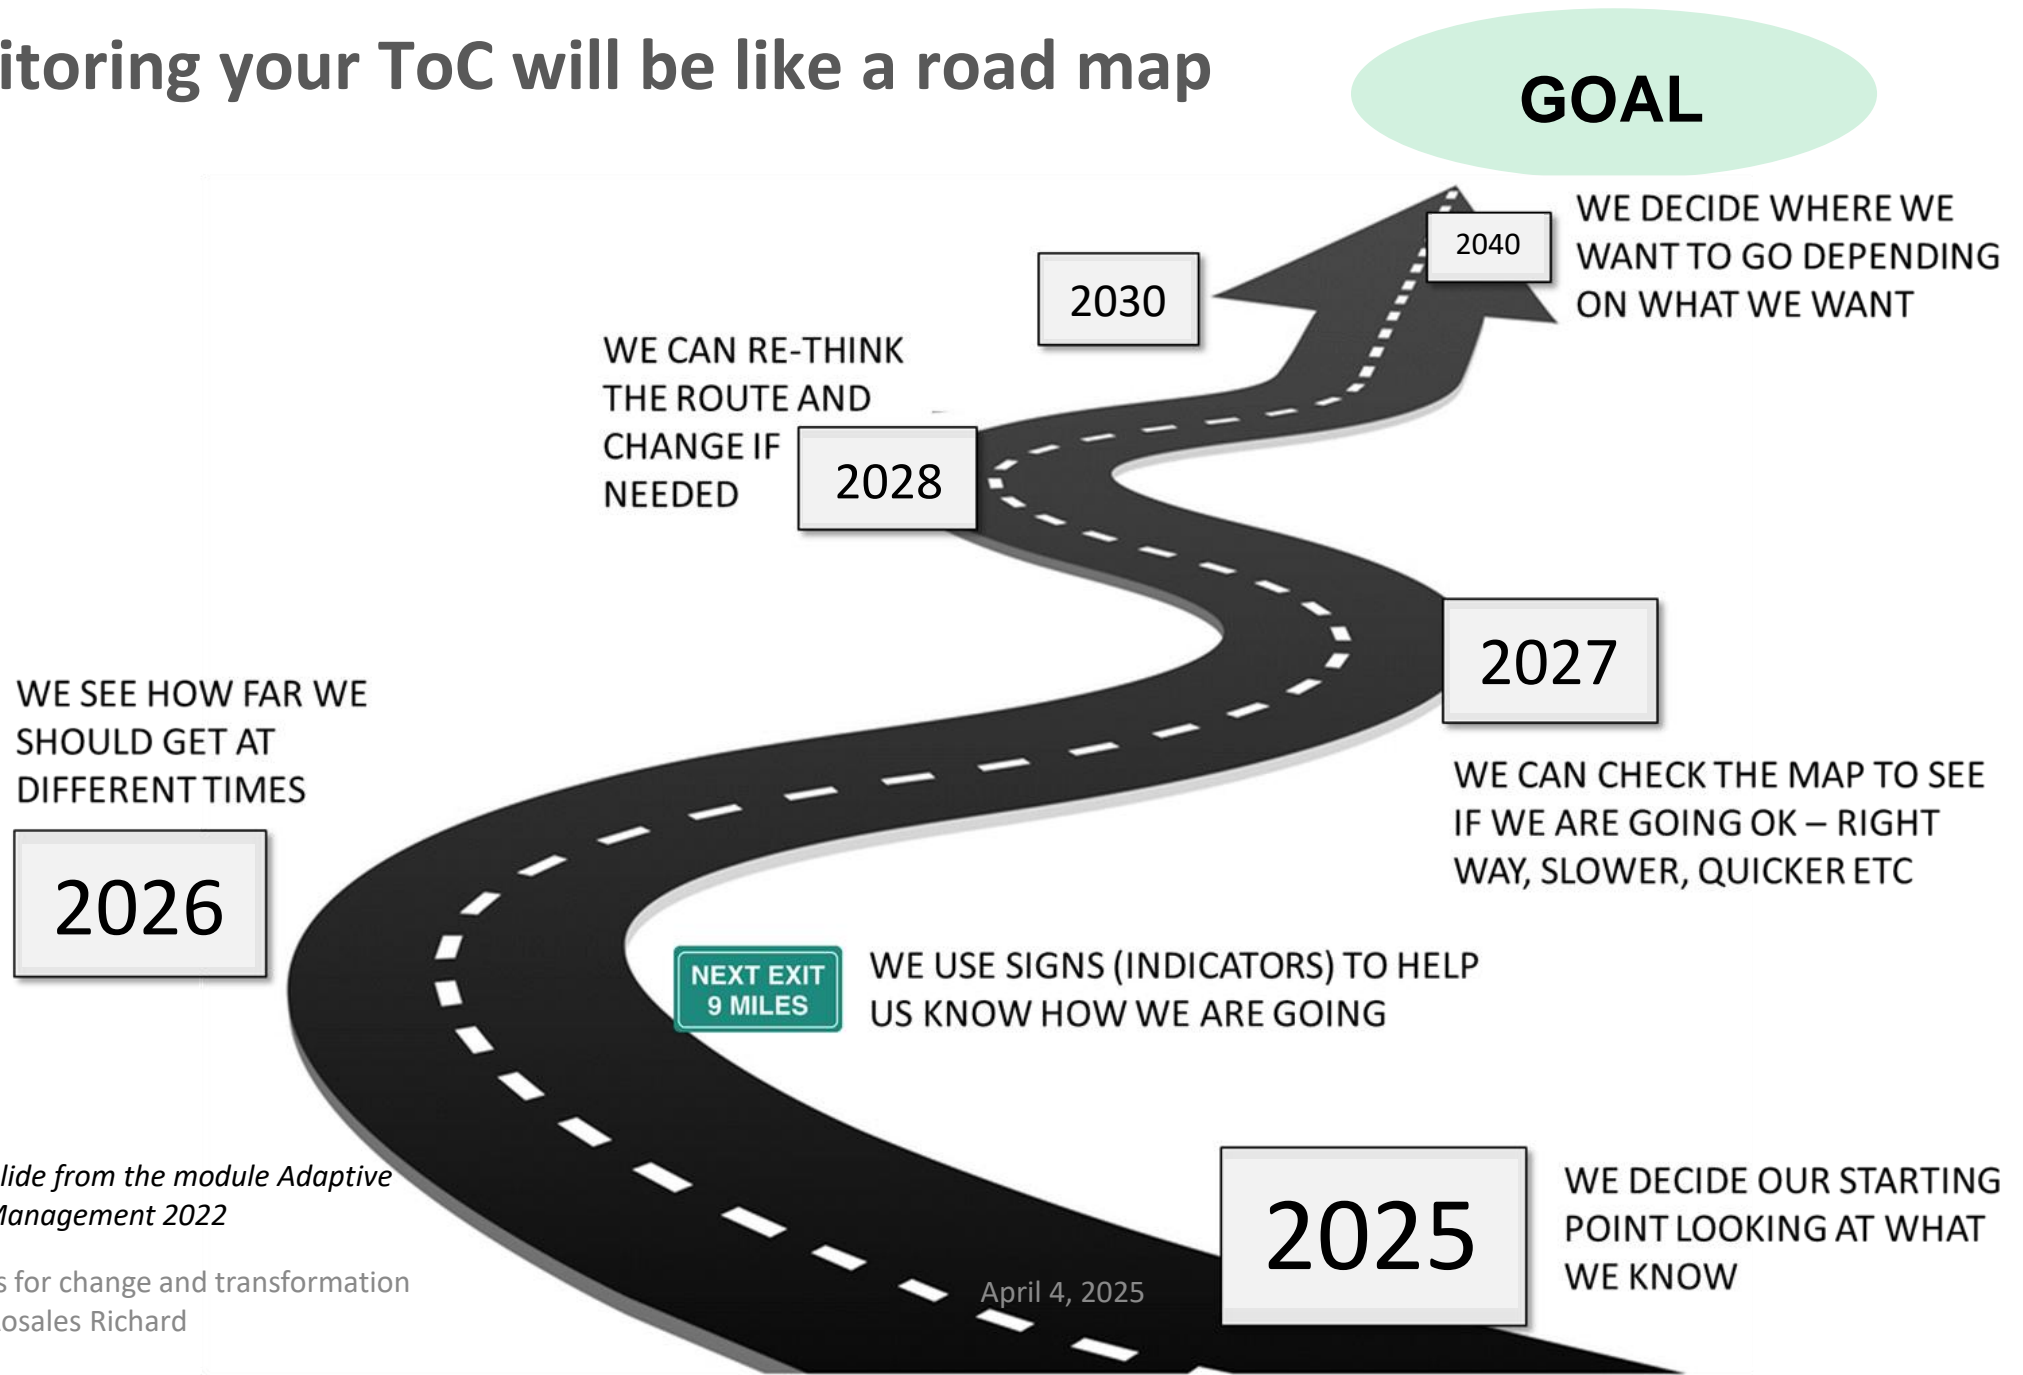 itoring your ToC will be like a road map
GOAL
WE DECIDE WHERE WE
WANT TO GO DEPENDING
ON WHAT WE WANT
2040
2030
WE CAN RE-THINK
THE ROUTE AND
CHANGE IF
NEEDED
2028
2027
WE CAN CHECK THE MAP TO SEE
IF WE ARE GOING OK – RIGHT
WAY, SLOWER, QUICKER ETC
WE SEE HOW FAR WE
SHOULD GET AT
DIFFERENT TIMES
2026
NEXT EXIT
9 MILES
WE USE SIGNS (INDICATORS) TO HELP
US KNOW HOW WE ARE GOING
2025
WE DECIDE OUR STARTING
POINT LOOKING AT WHAT
WE KNOW
lide from the module Adaptive
Management 2022
s for change and transformation
osales Richard
April 4, 2025